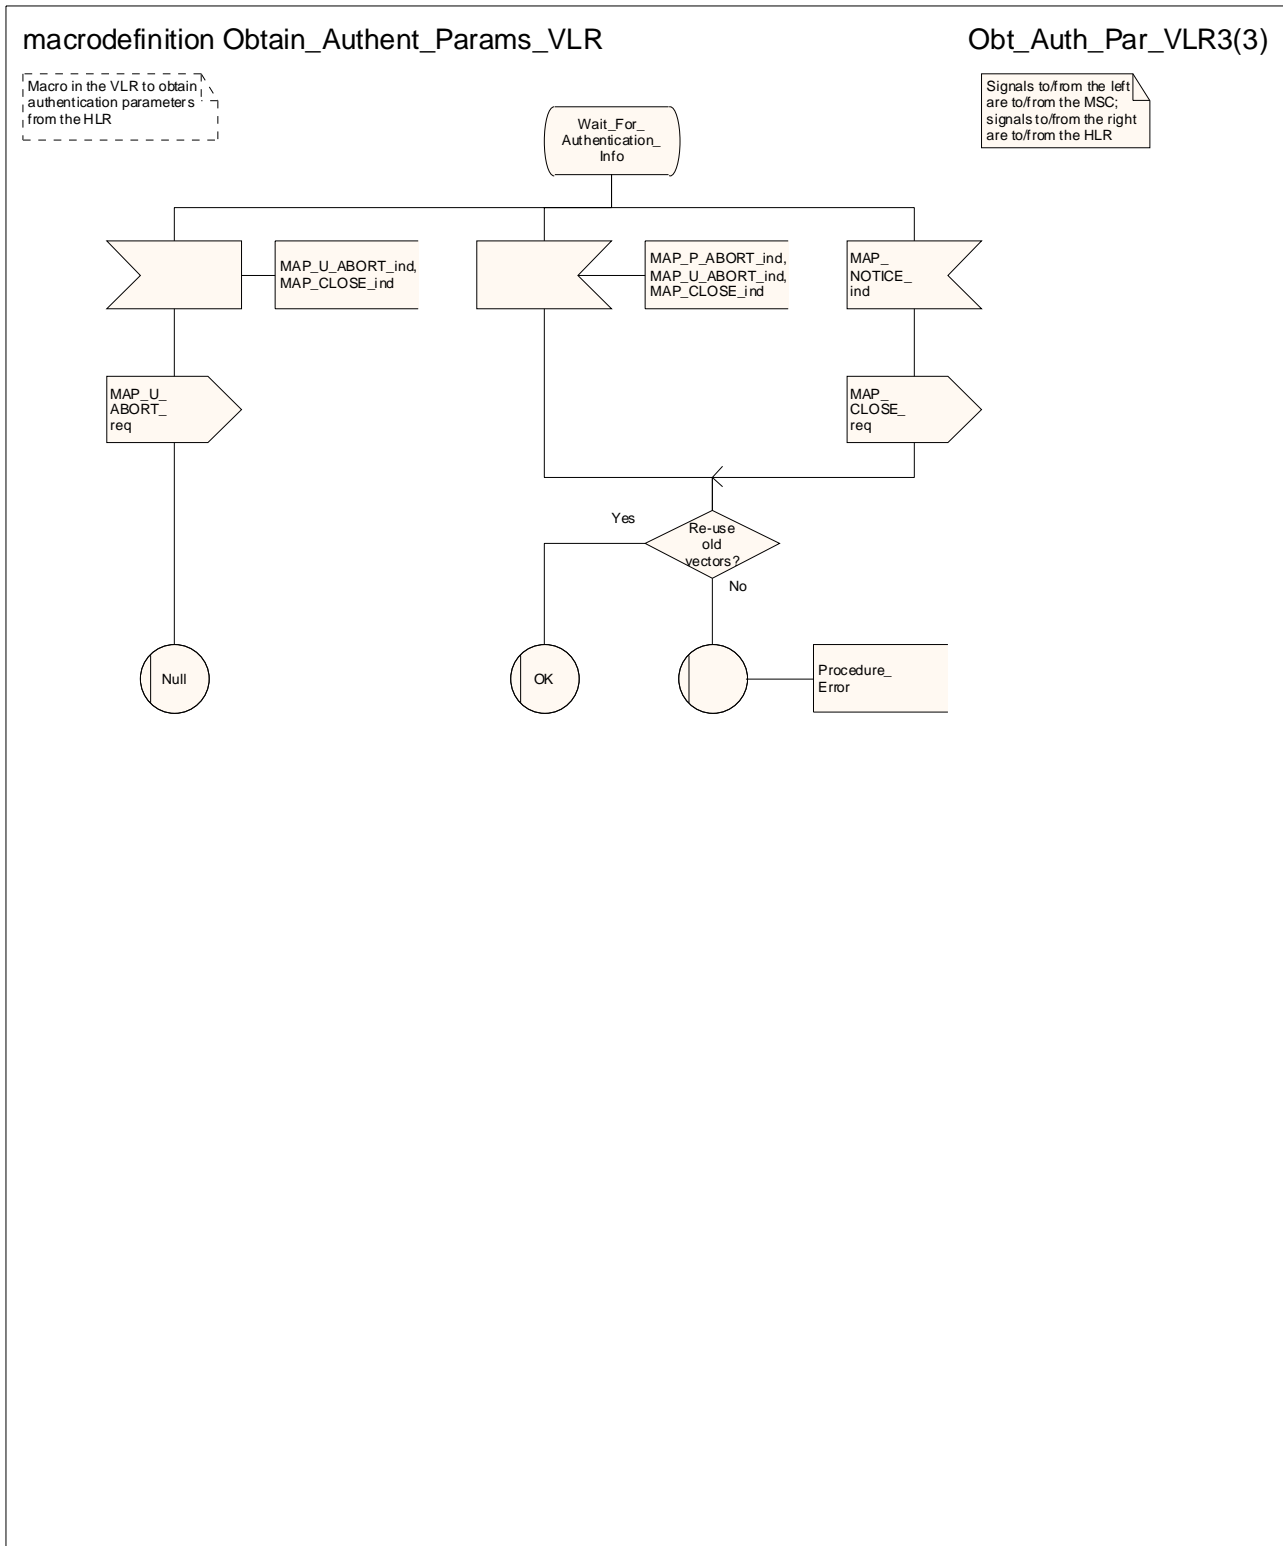 macrodefinition Obtain_Authent_Params_VLR
Obt_Auth_Par_VLR3(3)
Macro in the VLR to obtain
authentication parameters
from the HLR
Signals to/from the left
are to/from the MSC;
signals to/from the right
are to/from the HLR
Wait_For_
Authentication_
Info
MAP_U_ABORT_ind,
MAP_CLOSE_ind
MAP_P_ABORT_ind,
MAP_U_ABORT_ind,
MAP_CLOSE_ind
MAP_
NOTICE_
ind
MAP_U_
ABORT_
req
MAP_
CLOSE_
req
Yes
Re-use
old
vectors?
No
Null
OK
Procedure_
Error